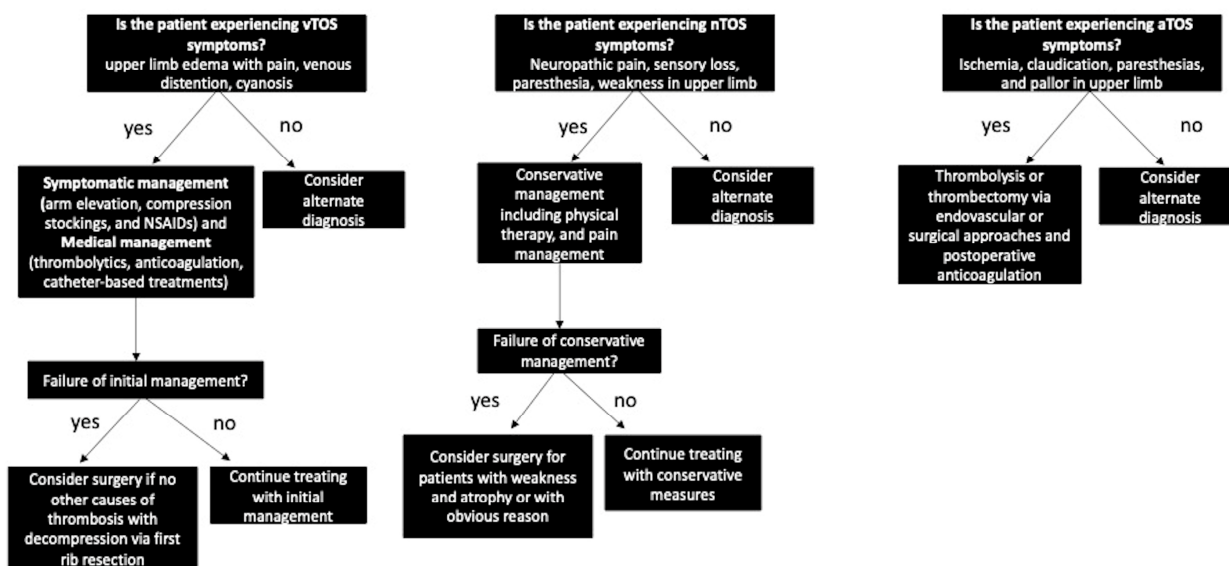 Is the patient experiencing vTOS
symptoms?
upper limb edema with pain, venous
distention, cyanosis
yes
no
Symptomatic management
(arm elevation, compression
stockings, and NSAIDs) and
Medical management
(thrombolytics, anticoagulation,
catheter-based treatments)
Consider
alternate
diagnosis
Failure of initial management?
yes
no
Consider surgery if no
other causes of
thrombosis with
decompression via first
rib resection
Continue treating
with initial
management
Is the patient experiencing nTOS
symptoms?
Neuropathic pain, sensory loss,
paresthesia, weakness in upper limb
yes
no
Conservative
management
including physical
therapy, and pain
management
Consider
alternate
diagnosis
Failure of conservative
management?
yes
no
Consider surgery for
patients with weakness
and atrophy or with
obvious reason
Continue treating
with conservative
measures
Is the patient experiencing aTOS
symptoms?
Ischemia, claudication, paresthesias,
and pallor in upper limb
yes
no
Thrombolysis or
thrombectomy via
endovascular or
surgical approaches and
postoperative
anticoagulation
Consider
alternate
diagnosis